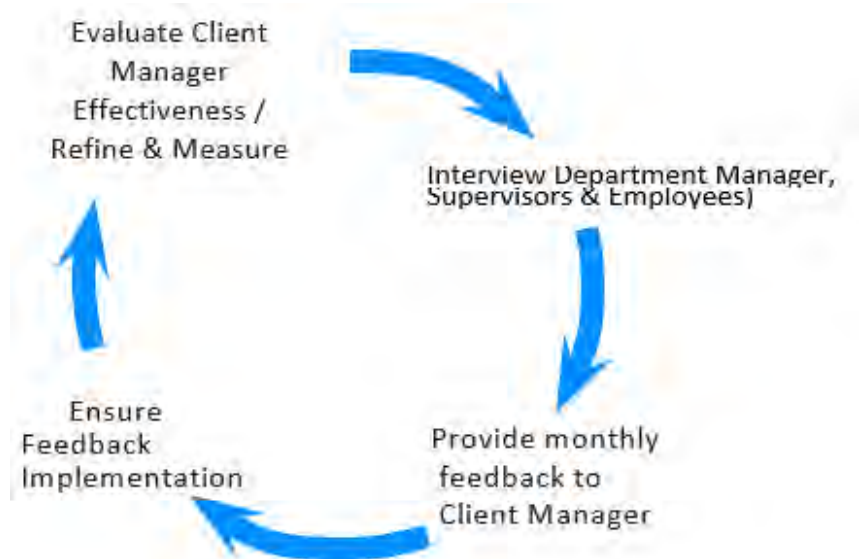 Evaluate Client
Manager
Effectiveness /
Refine & Measure
Interview Department Manager,
Supervisors & Employees)
Provide monthly
feedback to
Client Manager
Ensure
Feedback
Implementation